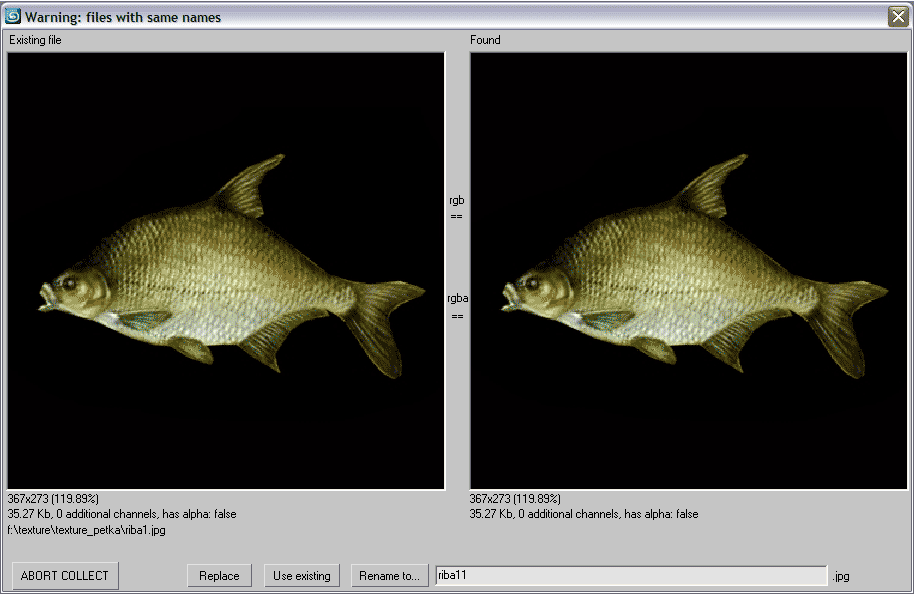 Warning: files with same names
Existing file
Found
rgb
==
rgba
==
367x273 (119.89%)
35.27 Kb, 0 additional channels, has alpha: false
f:\texture\texture_petka\riba1.jpg
367x273 (119.89%)
35.27 Kb, 0 additional channels, has alpha: false
ABORT COLLECT
Replace
Use existing
Rename to...
riba11
.jpg